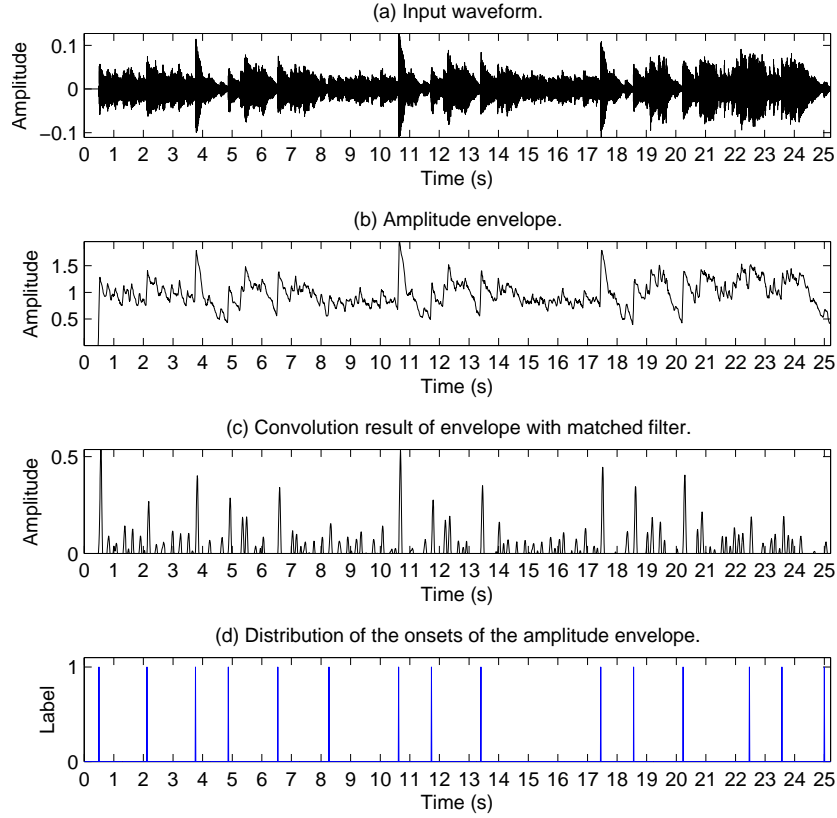 (a) Input waveform.
0.1
0
−0.1
Amplitude
0 1 2 3 4 5 6 7 8 9 10 11 12 13 14 15 16 17 18 19 20 21 22 23 24 25
Time (s)
(b) Amplitude envelope.
1.5
1
0.5
Amplitude
0 1 2 3 4 5 6 7 8 9 10 11 12 13 14 15 16 17 18 19 20 21 22 23 24 25
Time (s)
(c) Convolution result of envelope with matched filter.
0.5
0
Amplitude
0 1 2 3 4 5 6 7 8 9 10 11 12 13 14 15 16 17 18 19 20 21 22 23 24 25
Time (s)
(d) Distribution of the onsets of the amplitude envelope.
1
0
Label
0 1 2 3 4 5 6 7 8 9 10 11 12 13 14 15 16 17 18 19 20 21 22 23 24 25
Time (s)